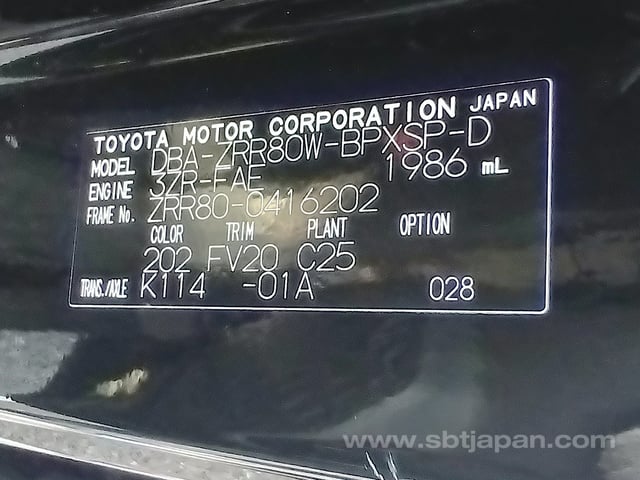 TOYOTA MOTOR CORPORATION JAPAN
MODEL DBA-ZRR80W-BPXSP-D
ENGINE 3ZR-FAE 1986 mL
FRAME No. ZRR80-0416202
COLOR TRIM PLANT OPTION
202 FV20 C25
TRANS./AXLE K114 -01A 028
www.sbtjapan.com